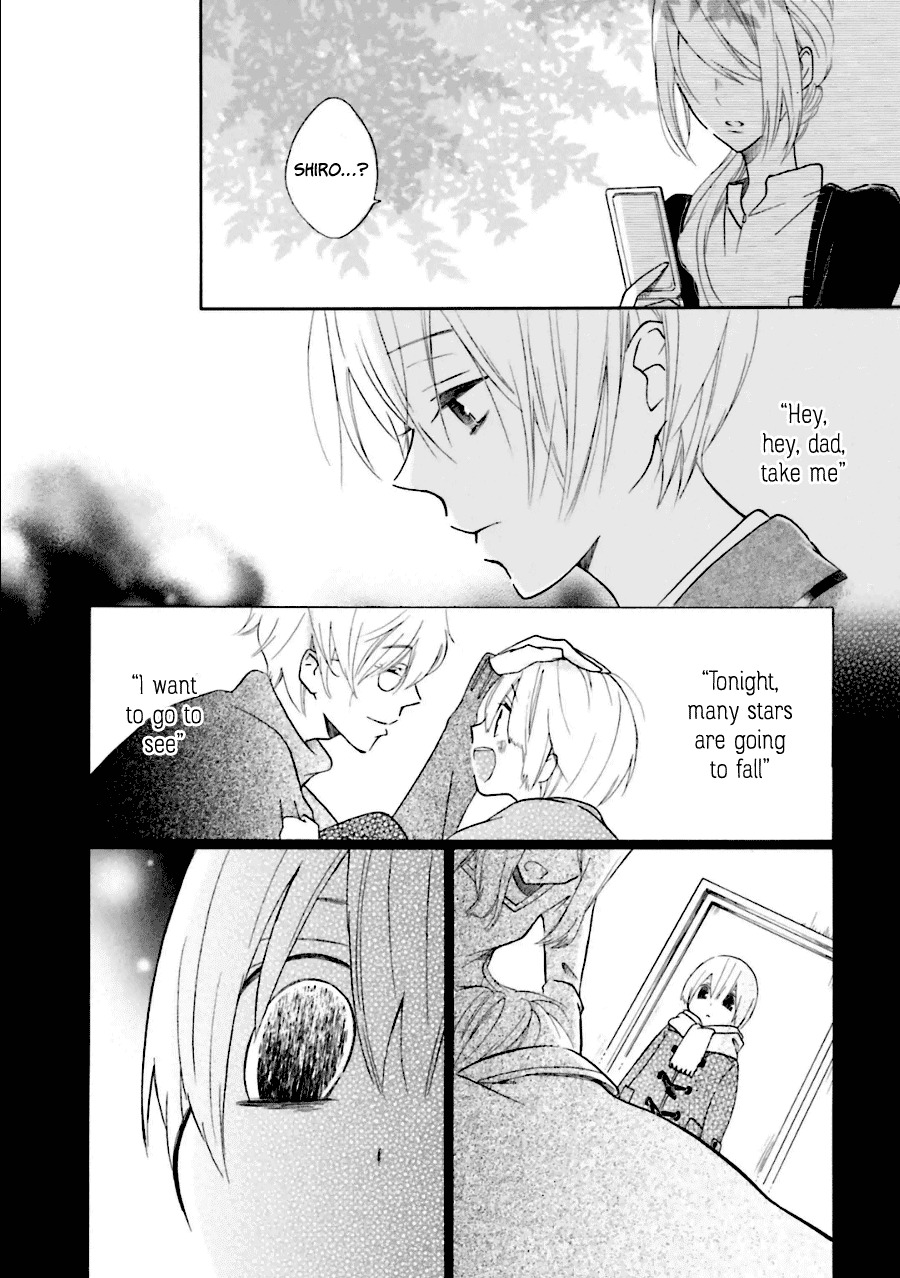 SHIRO...?
“Hey,
hey, dad,
take me”
“Tonight,
many stars
are going
to fall”
“I want
to go to
see”